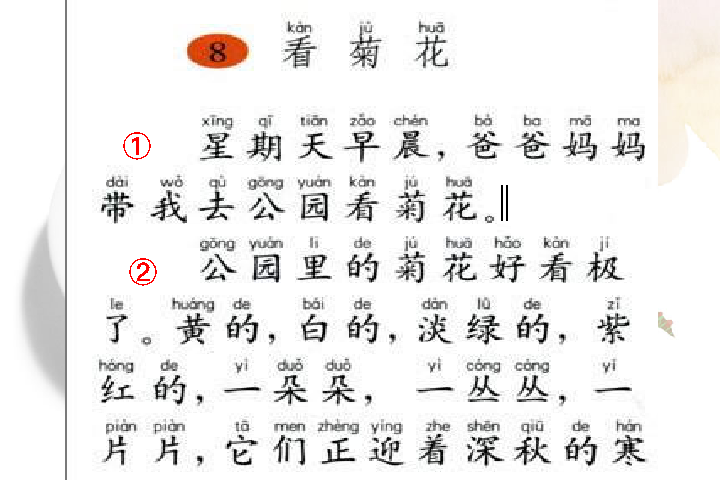 kàn jú huā
8 看菊花
xīng qī tiān zǎo chén bà ba mā ma
① 星期天早晨，爸爸妈妈
dài wǒ qù gōng yuán kàn jú huā
带我去公园看菊花。‖
gōng yuán li de jú huā hǎo kàn jí
② 公园里的菊花好看极
le huáng de bái de dàn lǜ de zǐ
了。黄的，白的，淡绿的，紫
hóng de yì duǒ duǒ yì cóng cóng yí
红的，一朵朵，一丛丛，一
piàn piàn tā men zhèng yíng zhe shēn qiū de hán
片片，它们正迎着深秋的寒